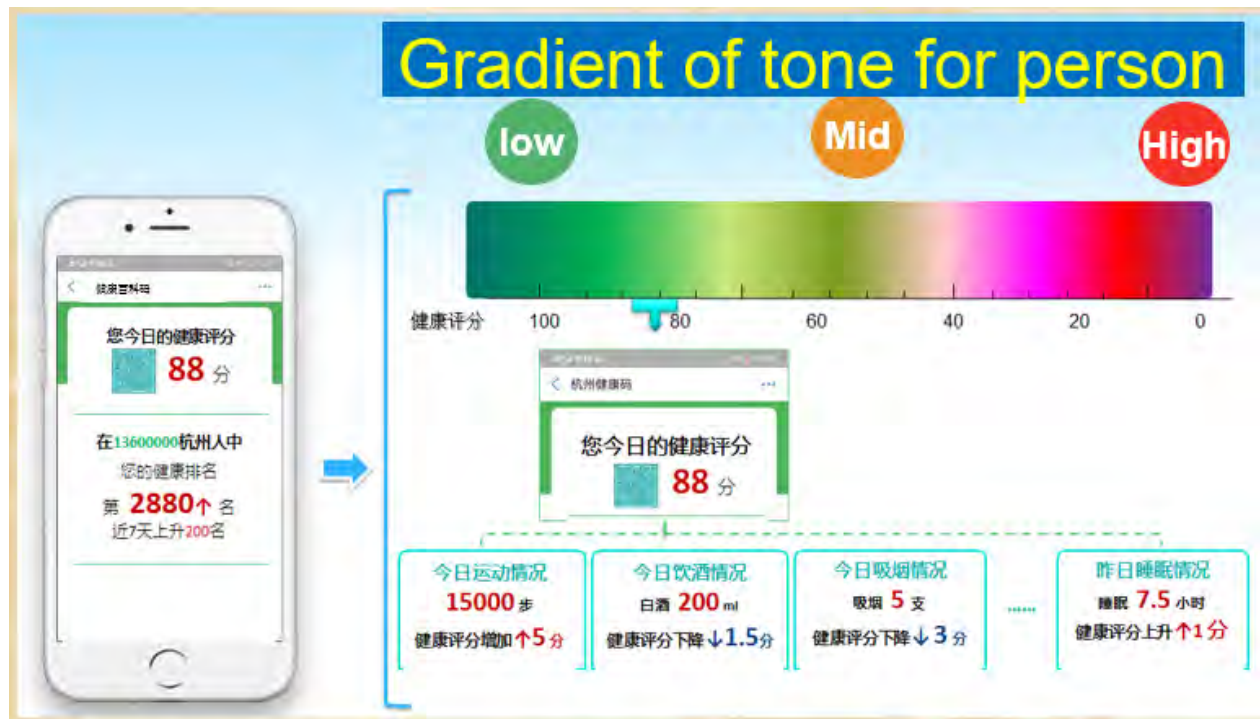 Gradient of tone for person
low
Mid
High
健康百科码
您今日的健康评分
88 分
在13600000杭州人中
您的健康排名
第 2880↑ 名
近7天上升200名
健康评分 100 80 60 40 20 0
杭州健康码
您今日的健康评分
88 分
今日运动情况
15000 步
健康评分增加↑5 分
今日饮酒情况
白酒 200 ml
健康评分下降↓1.5分
今日吸烟情况
吸烟 5 支
健康评分下降↓3 分
......
昨日睡眠情况
睡眠 7.5 小时
健康评分上升↑1分